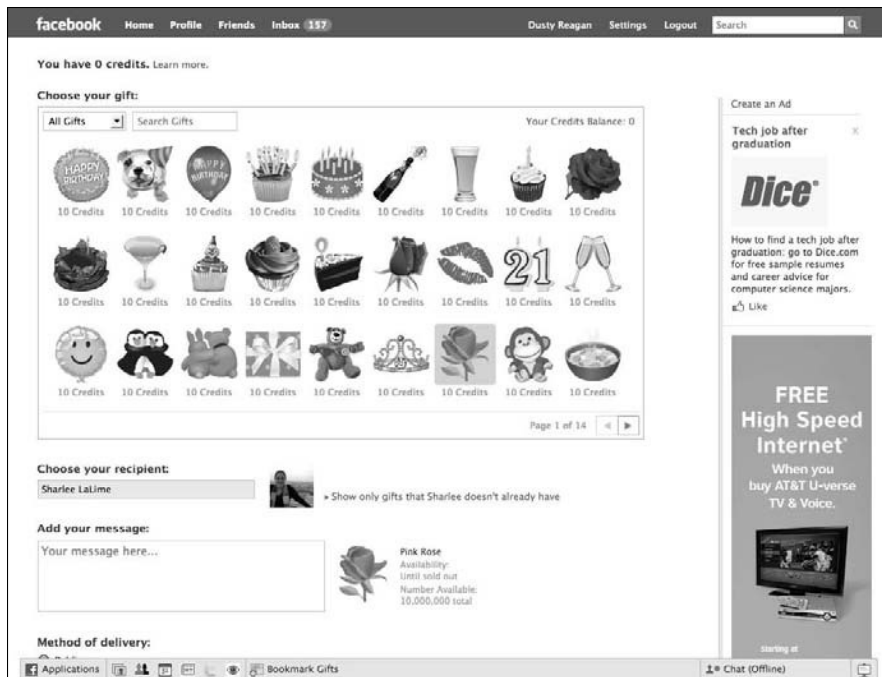 facebook Home Profile Friends Inbox 157 Dusty Reagan Settings Logout Search
You have 0 credits. Learn more.
Choose your gift:
All Gifts Search Gifts Your Credits Balance: 0
HAPPY BIRTHDAY HAPPY BIRTHDAY
10 Credits 10 Credits 10 Credits 10 Credits 10 Credits 10 Credits 10 Credits 10 Credits 10 Credits
21
10 Credits 10 Credits 10 Credits 10 Credits 10 Credits 10 Credits 10 Credits 10 Credits 10 Credits
10 Credits 10 Credits 10 Credits 10 Credits 10 Credits 10 Credits 10 Credits 10 Credits 10 Credits
Page 1 of 14
Choose your recipient:
Sharlee LaLime
» Show only gifts that Sharlee doesn't already have
Add your message:
Your message here...
Pink Rose
Availability:
Until sold out
Number Available:
10,000,000 total
Method of delivery:
Create an Ad
Tech job after
graduation
X
Dice
How to find a tech job after
graduation: go to Dice.com
for free sample resumes
and career advice for
computer science majors.
Like
FREE
High Speed
Internet*
When you
buy AT&T U-verse
TV & Voice.
starting at
Applications Bookmark Gifts Chat (Offline)